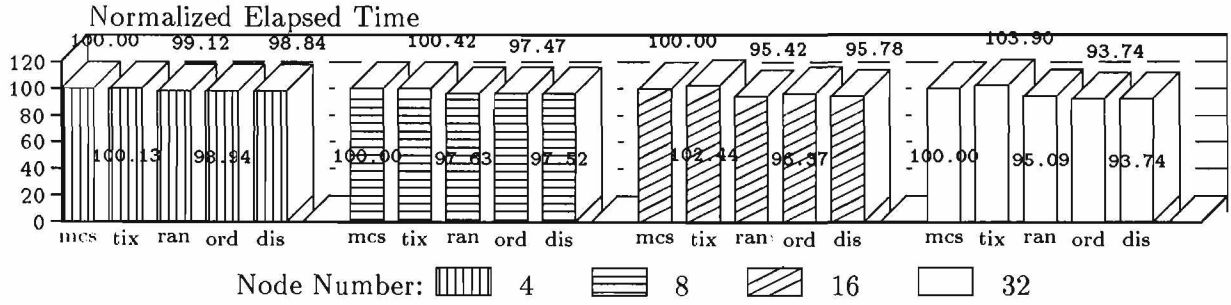 Normalized Elapsed Time
100.00 99.12 98.84 100.42 97.47 100.00 95.42 95.78 103.90 93.74
120
100
80
60
100.13 98.94 100.00 97.63 97.52 102.44 96.37 100.00 95.09 93.74
40
20
0
mcs tix ran ord dis mcs tix ran ord dis mcs tix ran ord dis mcs tix ran ord dis
Node Number: 4 8 16 32